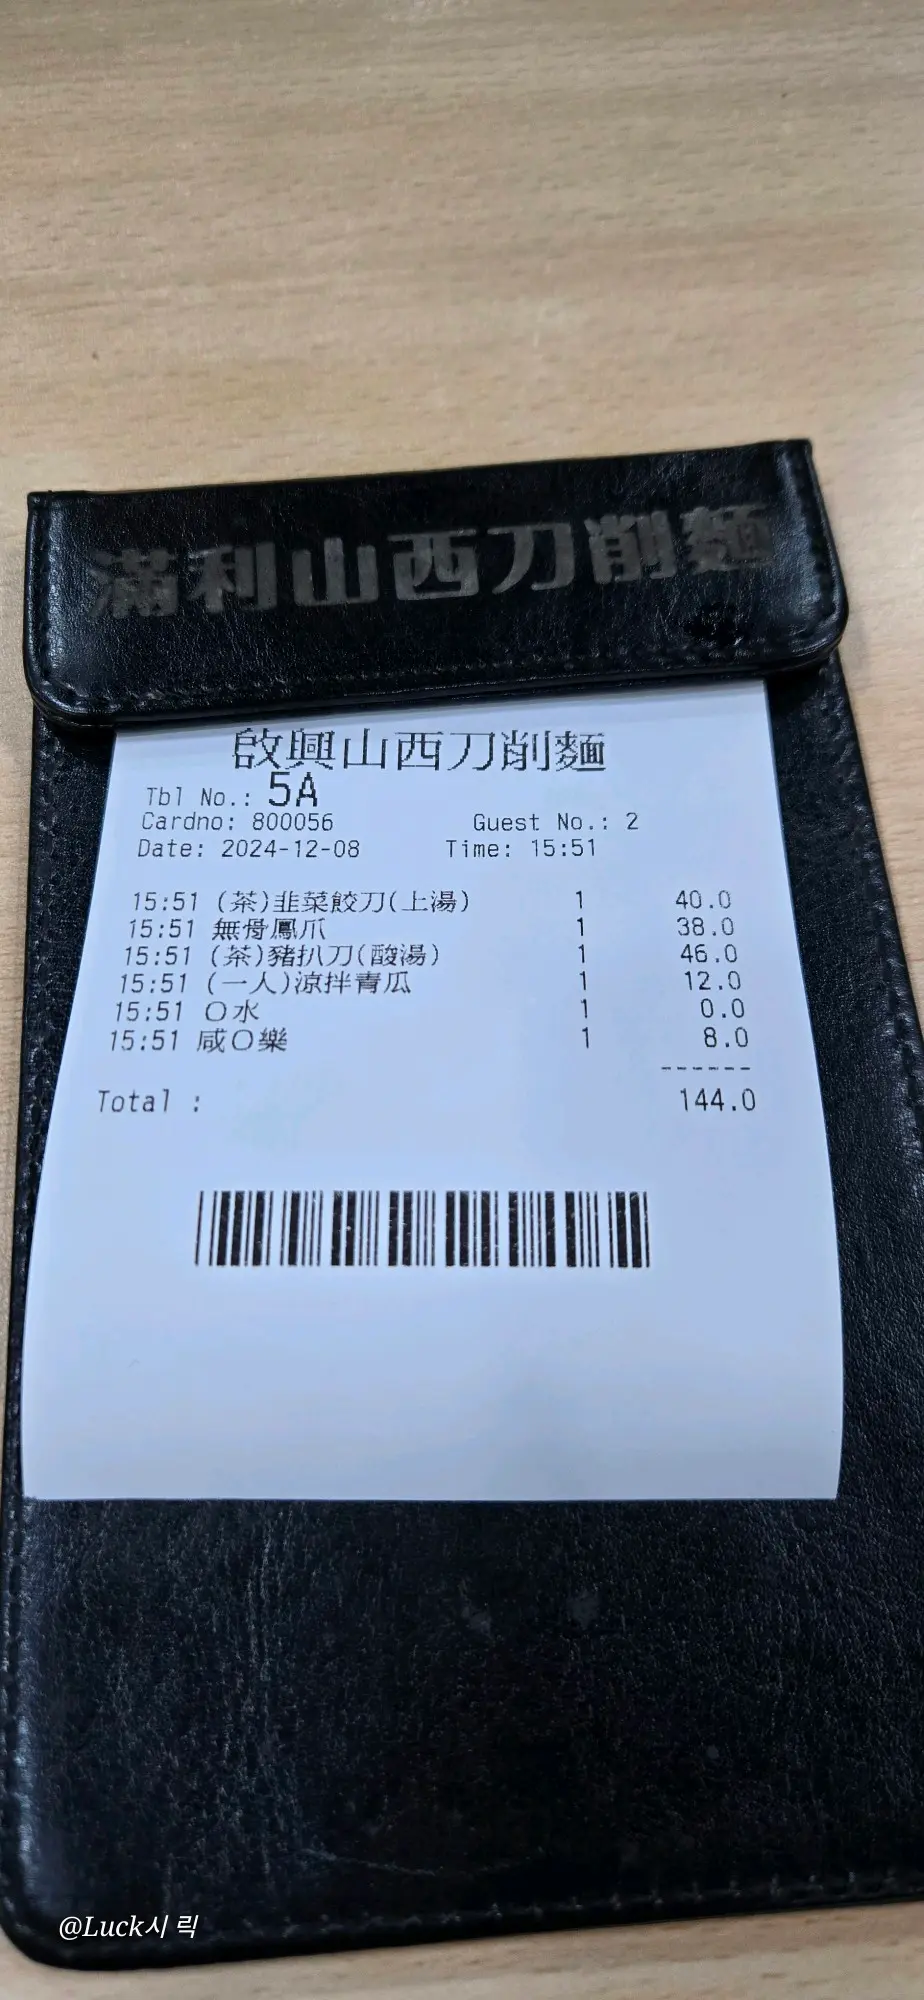 滿利山西刀削麵
啟興山西刀削麵
Tbl No.: 5A
Cardno: 800056 Guest No.: 2
Date: 2024-12-08 Time: 15:51
15:51 (茶)韭菜餃刀(上湯) 1 40.0
15:51 無骨鳳爪 1 38.0
15:51 (茶)豬扒刀(酸湯) 1 46.0
15:51 (一人)涼拌青瓜 1 12.0
15:51 O水 1 0.0
15:51 咸O樂 1 8.0
------
Total : 144.0
@Luck시 릭